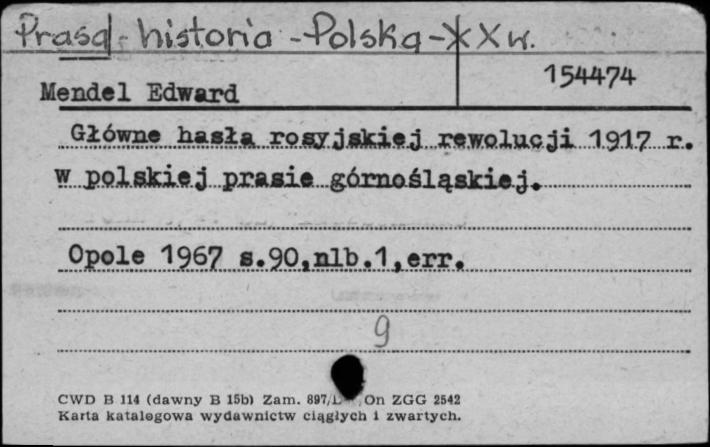 Prasa - historia - Polska - XX w.
154474
Mendel Edward
Główne hasła rosyjskiej rewolucji 1917 r.
w polskiej prasie górnośląskiej.
Opole 1967 s.90,nlb.1,err.
9
CWD B 114 (dawny B 15b) Zam. 897/L On ZGG 2542
Karta katalogowa wydawnictw ciągłych i zwartych.